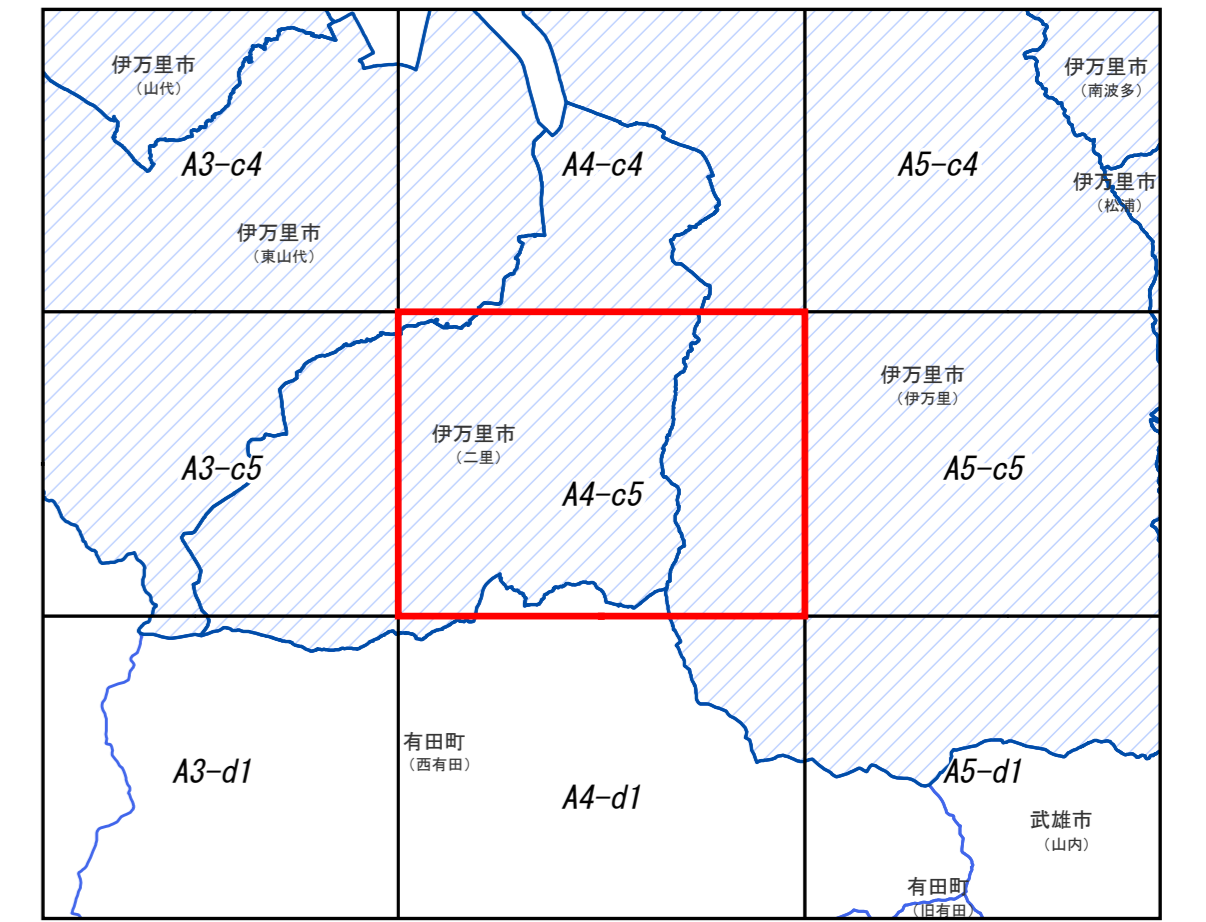 伊万里市
（山代）
A3-c4
伊万里市
（東山代）
A4-c4
伊万里市
（南波多）
A5-c4
伊万里市
（松浦）
A3-c5
伊万里市
（二里）
A4-c5
伊万里市
（伊万里）
A5-c5
A3-d1
有田町
（西有田）
A4-d1
A5-d1
武雄市
（山内）
有田町
（旧有田）